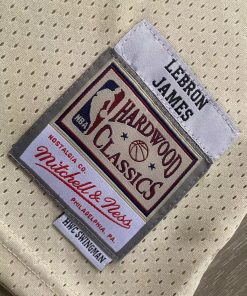 LEBRON
JAMES
NBA
HARDWOOD
CLASSICS
NOSTALGIA CO.
Mitchell & Ness
PHILADELPHIA, PA.
HWC SWINGMAN